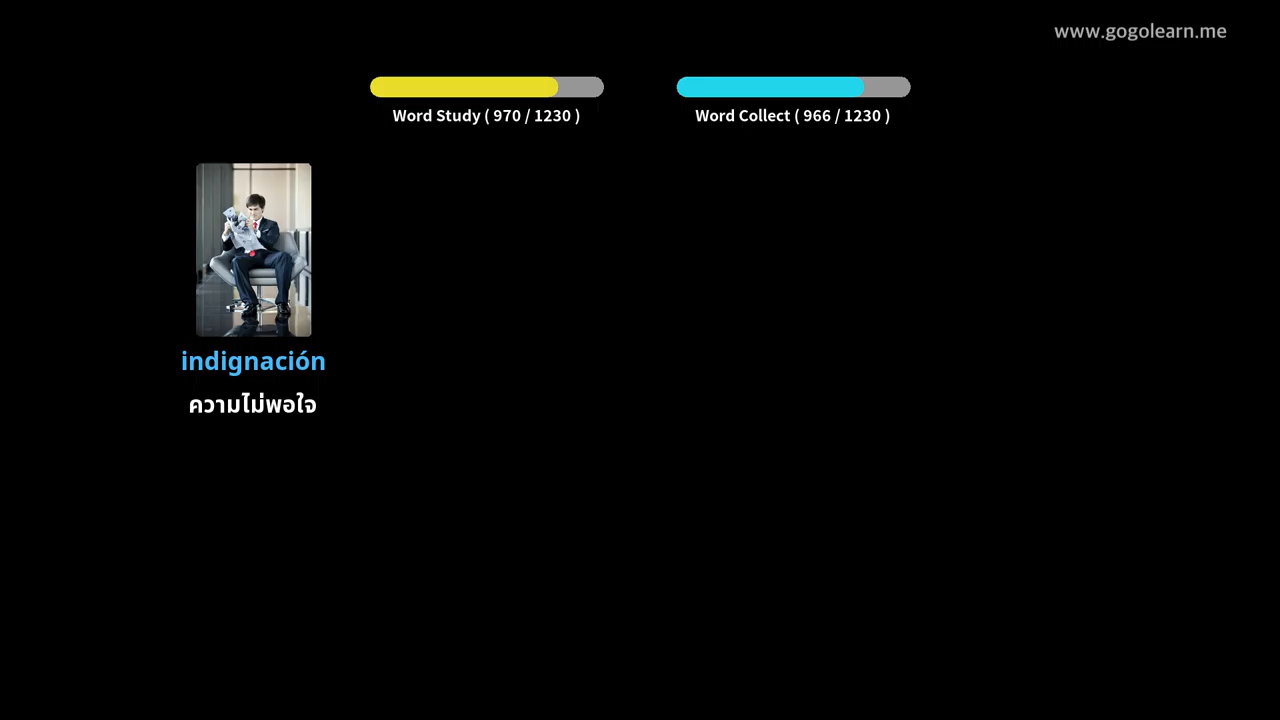 www.gogolearn.me
Word Study ( 970 / 1230 )
Word Collect ( 966 / 1230 )
indignación
ความไม่พอใจ